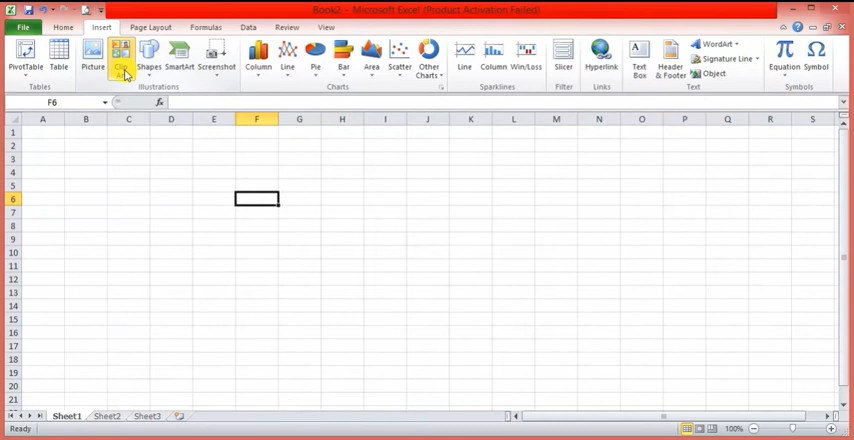 Book2 - Microsoft Excel (Product Activation Failed)
File Home Insert Page Layout Formulas Data Review View
PivotTable Table Picture Clip Art Shapes SmartArt Screenshot Column Line Pie Bar Area Scatter Other Charts Line Column Win/Loss Slicer Hyperlink Text Box Header & Footer WordArt Signature Line Object Equation Symbol
Tables Illustrations Charts Sparklines Filter Links Text Symbols
F6 fx
A B C D E F G H I J K L M N O P Q R S
1
2
3
4
5
6
7
8
9
10
11
12
13
14
15
16
17
18
19
20
21
Sheet1 Sheet2 Sheet3
Ready 100%